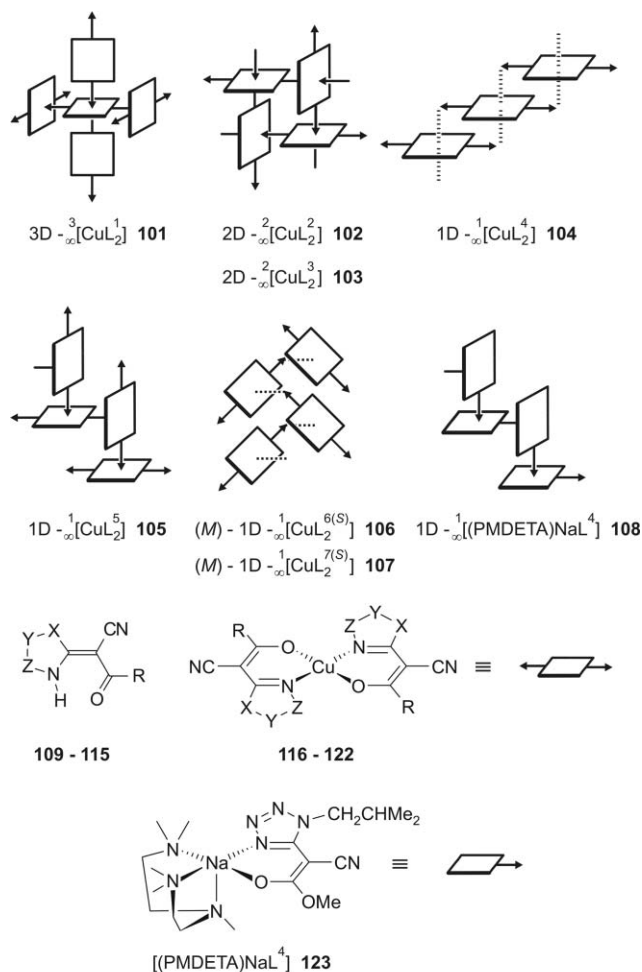 3D - ³∞[CuL¹₂] 101
2D - ²∞[CuL²₂] 102
1D - ¹∞[CuL⁴₂] 104
2D - ²∞[CuL³₂] 103
1D - ¹∞[CuL⁵₂] 105
(M) - 1D - ¹∞[CuL⁶⁽ˢ⁾₂] 106
1D - ¹∞[(PMDETA)NaL⁴] 108
(M) - 1D - ¹∞[CuL⁷⁽ˢ⁾₂] 107
Y X CN
Z N
H O R
R O Z Y X
NC Cu N CN
N O
X Y Z R
≡
109 - 115
116 - 122
N N N N CH₂CHMe₂
N Na N CN
N O OMe
N
≡
[(PMDETA)NaL⁴] 123